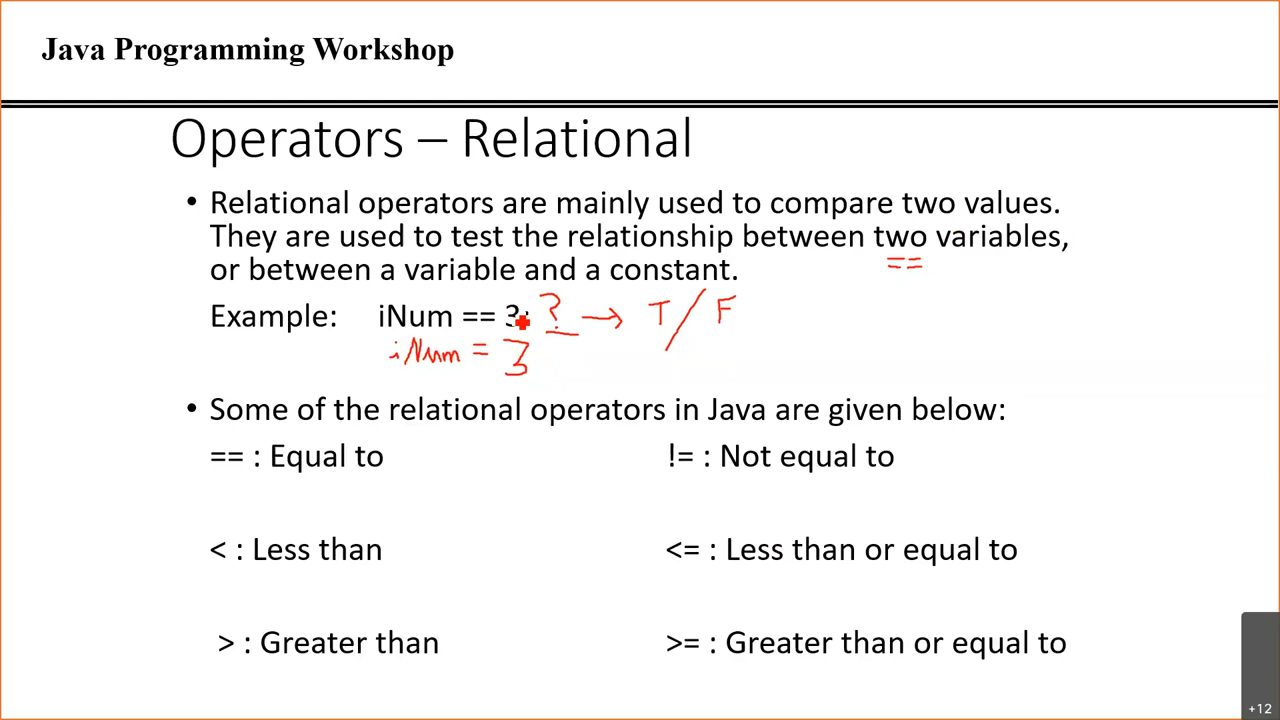 Java Programming Workshop
Operators – Relational
• Relational operators are mainly used to compare two values.
They are used to test the relationship between two variables,
==
or between a variable and a constant.
Example: iNum == 3; ? → T / F
iNum = 3
• Some of the relational operators in Java are given below:
== : Equal to != : Not equal to
< : Less than <= : Less than or equal to
> : Greater than >= : Greater than or equal to
+12